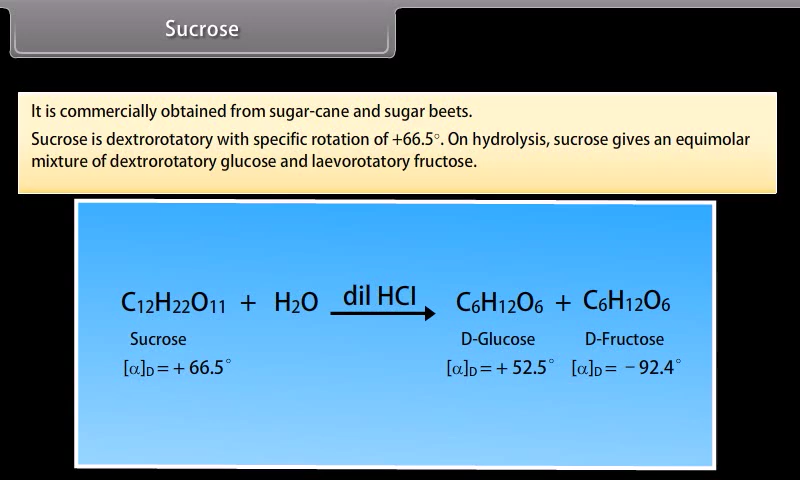 Sucrose
It is commercially obtained from sugar-cane and sugar beets.
Sucrose is dextrorotatory with specific rotation of +66.5°. On hydrolysis, sucrose gives an equimolar
mixture of dextrorotatory glucose and laevorotatory fructose.
C₁₂H₂₂O₁₁ + H₂O dil HCl C₆H₁₂O₆ + C₆H₁₂O₆
Sucrose D-Glucose D-Fructose
[α]D = + 66.5° [α]D = + 52.5° [α]D = − 92.4°